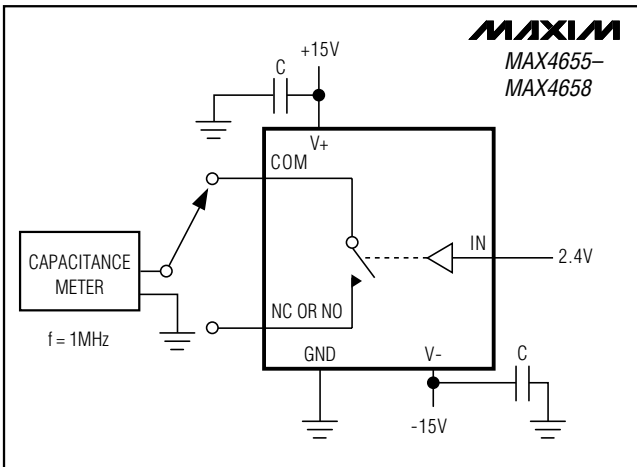 MAXIM
MAX4655–
MAX4658
+15V
C
V+
COM
IN
2.4V
CAPACITANCE
METER
NC OR NO
f = 1MHz
GND
V-
C
-15V